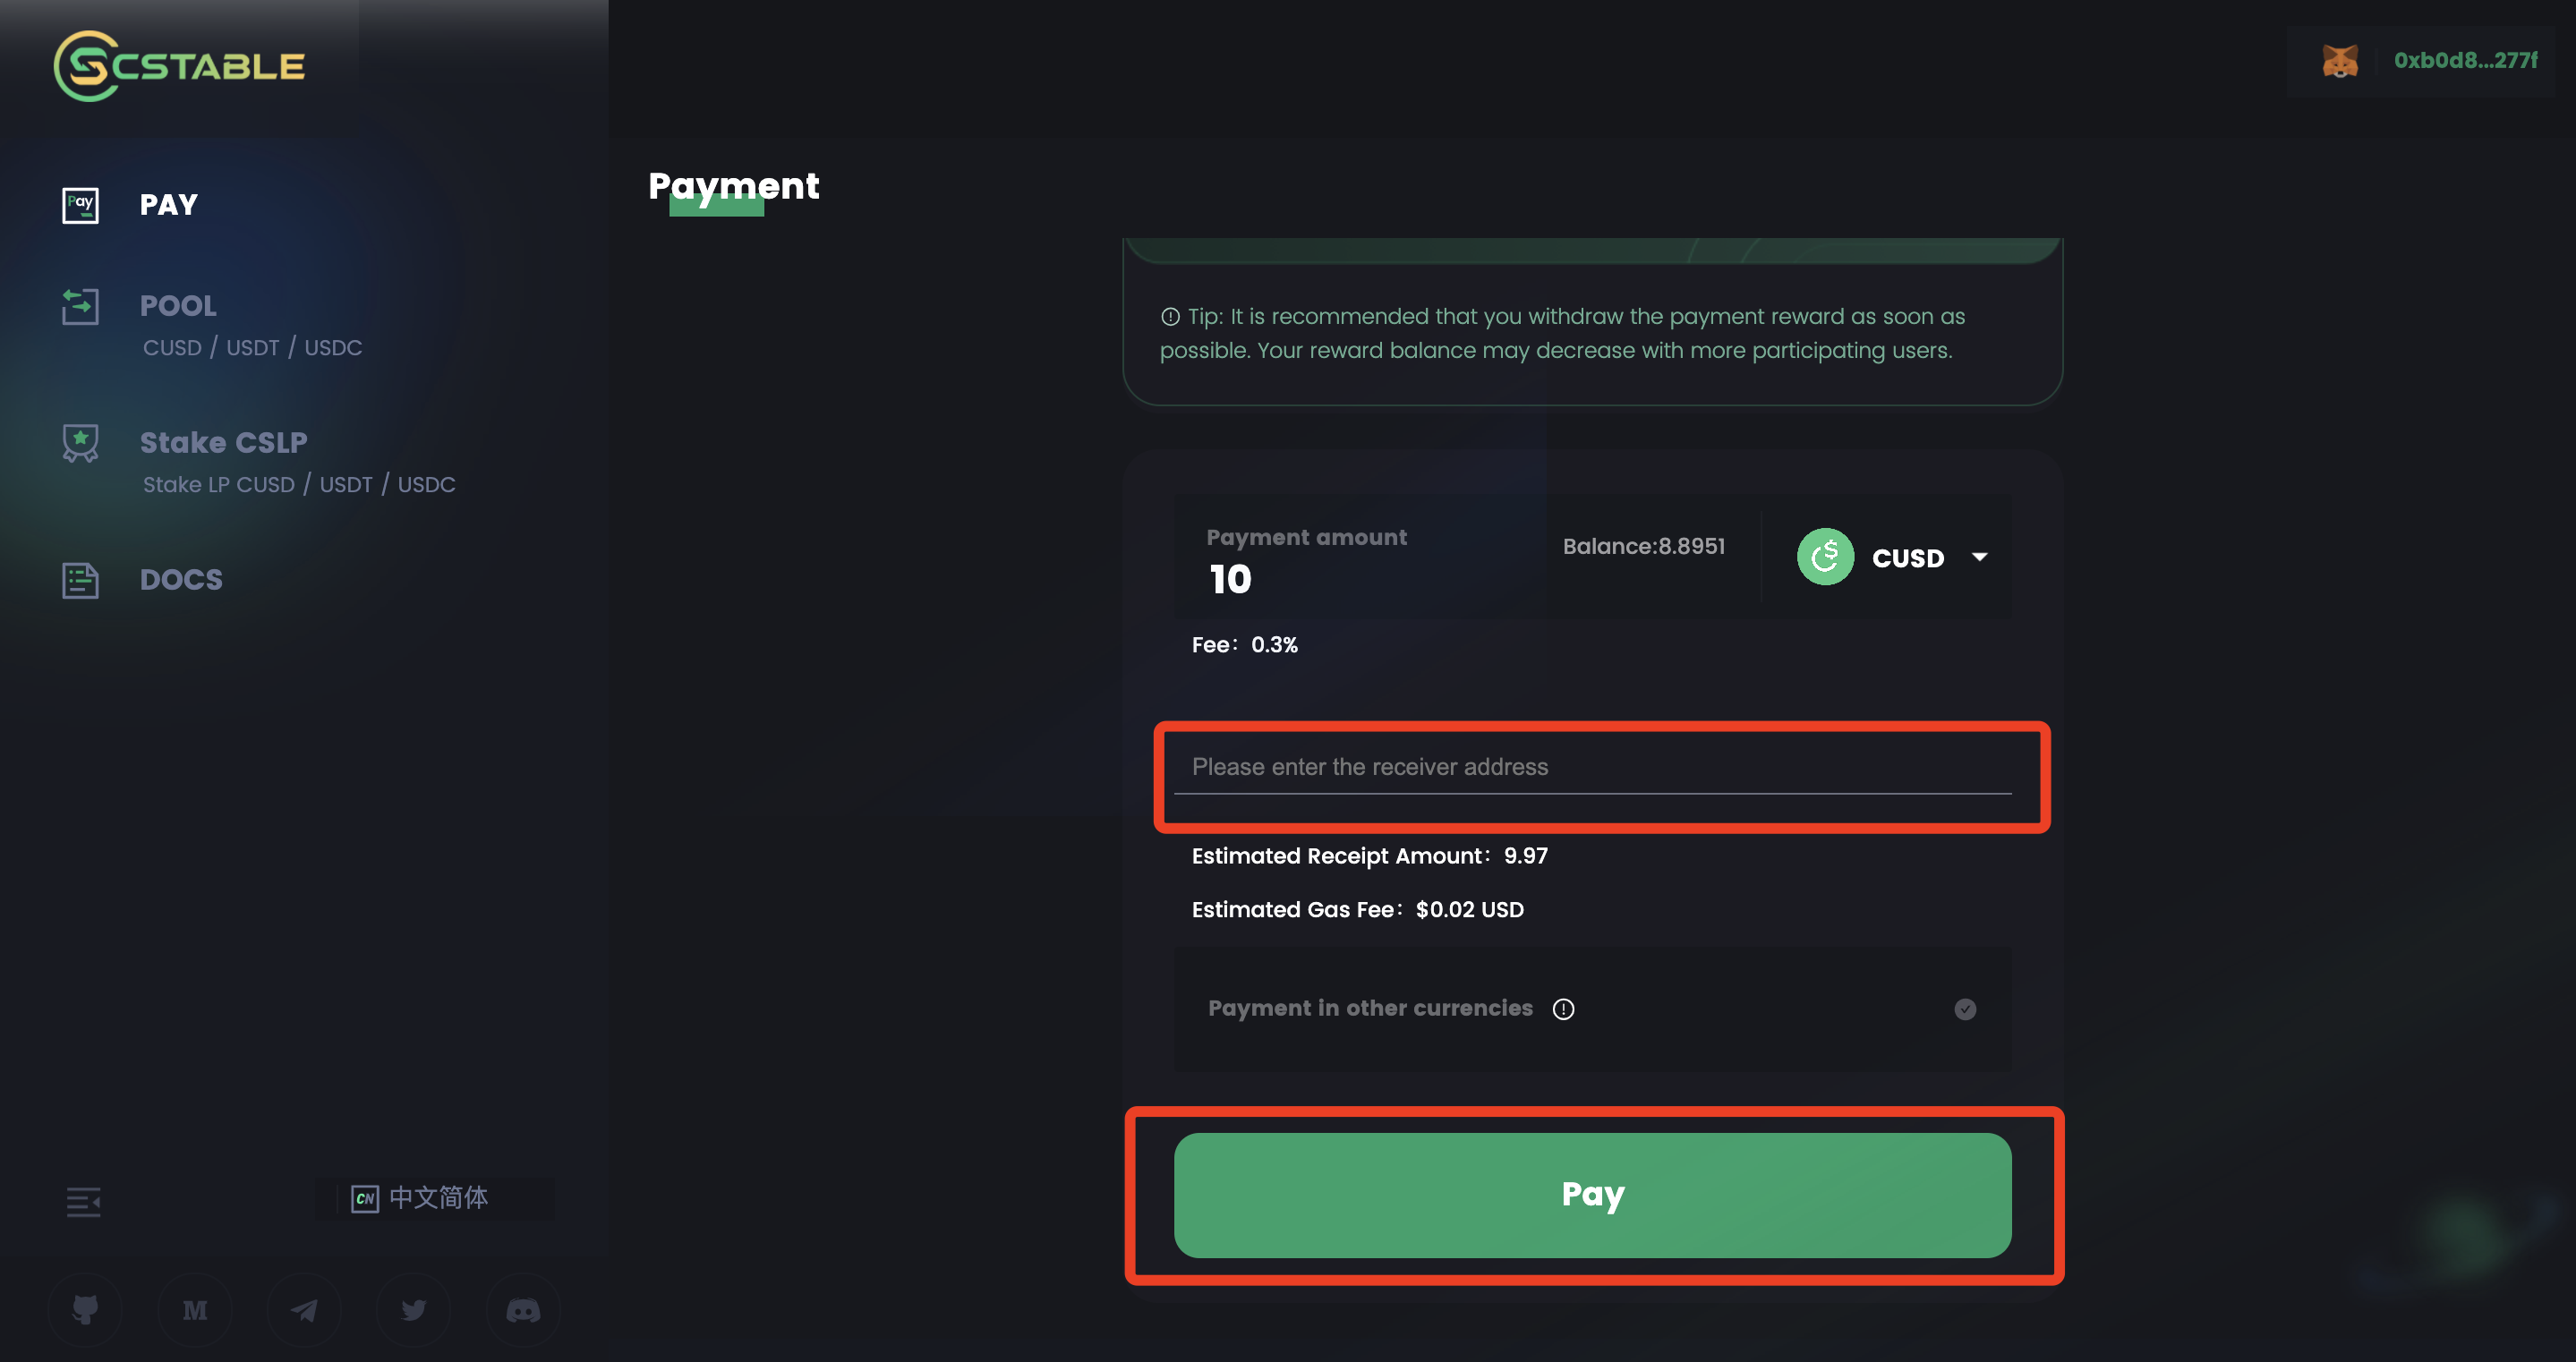 CSTABLE
0xb0d8...277f
Pay
PAY
POOL
CUSD / USDT / USDC
Stake CSLP
Stake LP CUSD / USDT / USDC
DOCS
CN 中文简体
M
Payment
Tip: It is recommended that you withdraw the payment reward as soon as
possible. Your reward balance may decrease with more participating users.
Payment amount
10
Balance:8.8951
CUSD
Fee: 0.3%
Please enter the receiver address
Estimated Receipt Amount: 9.97
Estimated Gas Fee: $0.02 USD
Payment in other currencies
Pay